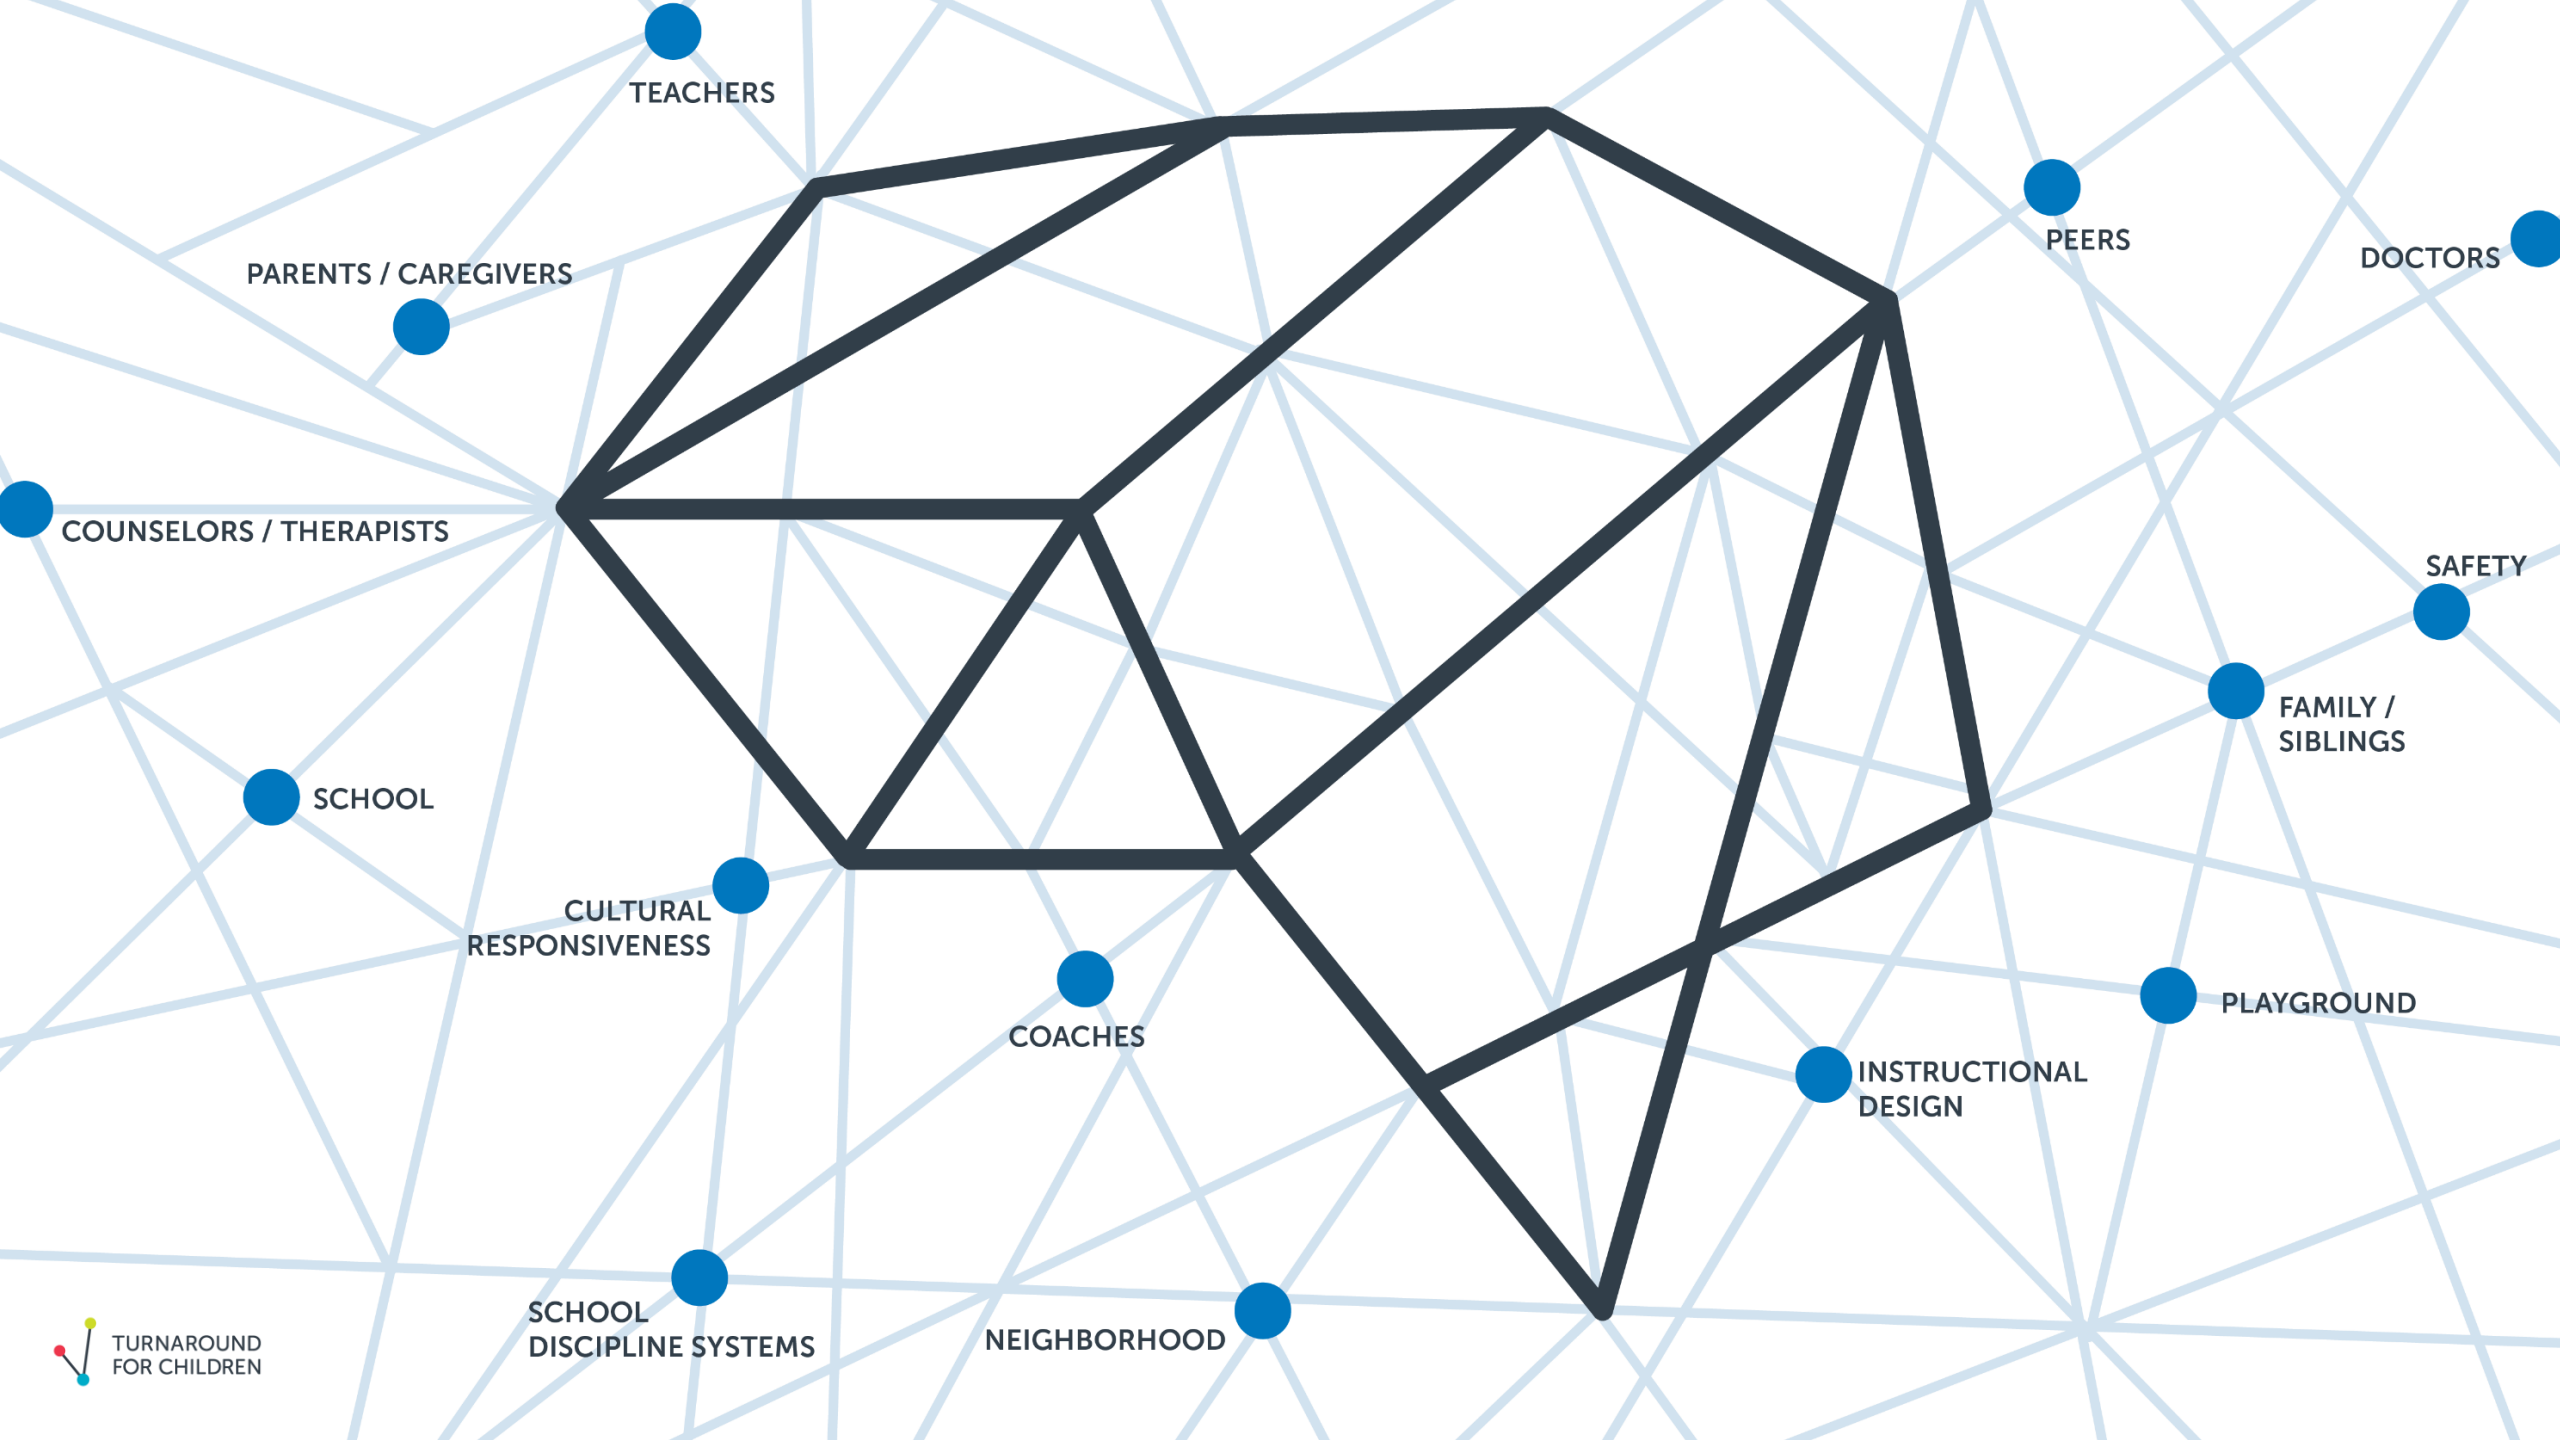 TEACHERS
PEERS
DOCTORS
PARENTS / CAREGIVERS
COUNSELORS / THERAPISTS
SAFETY
FAMILY /
SIBLINGS
SCHOOL
CULTURAL
RESPONSIVENESS
COACHES
PLAYGROUND
INSTRUCTIONAL
DESIGN
SCHOOL
DISCIPLINE SYSTEMS
NEIGHBORHOOD
TURNAROUND
FOR CHILDREN